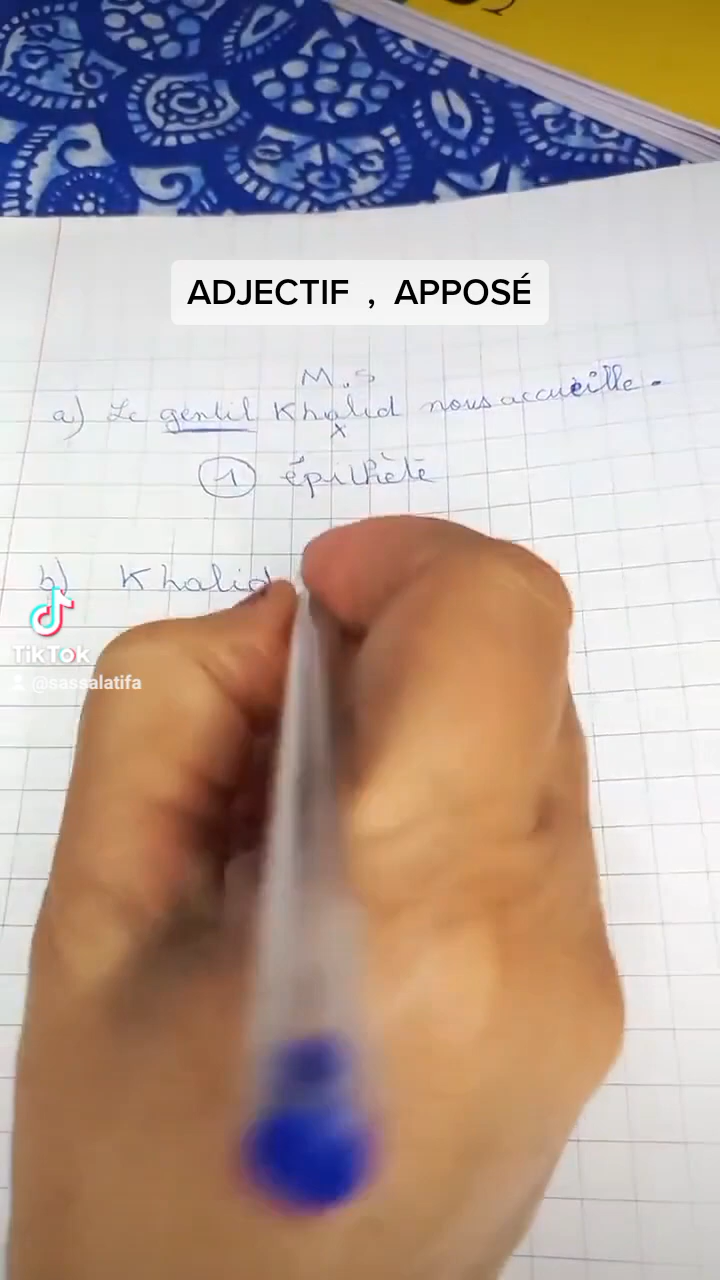 ADJECTIF , APPOSÉ
M.S
a) Le gentil Khalid nous accueille.
x
1 épithète
b) Khalid
TikTok
@sassalatifa